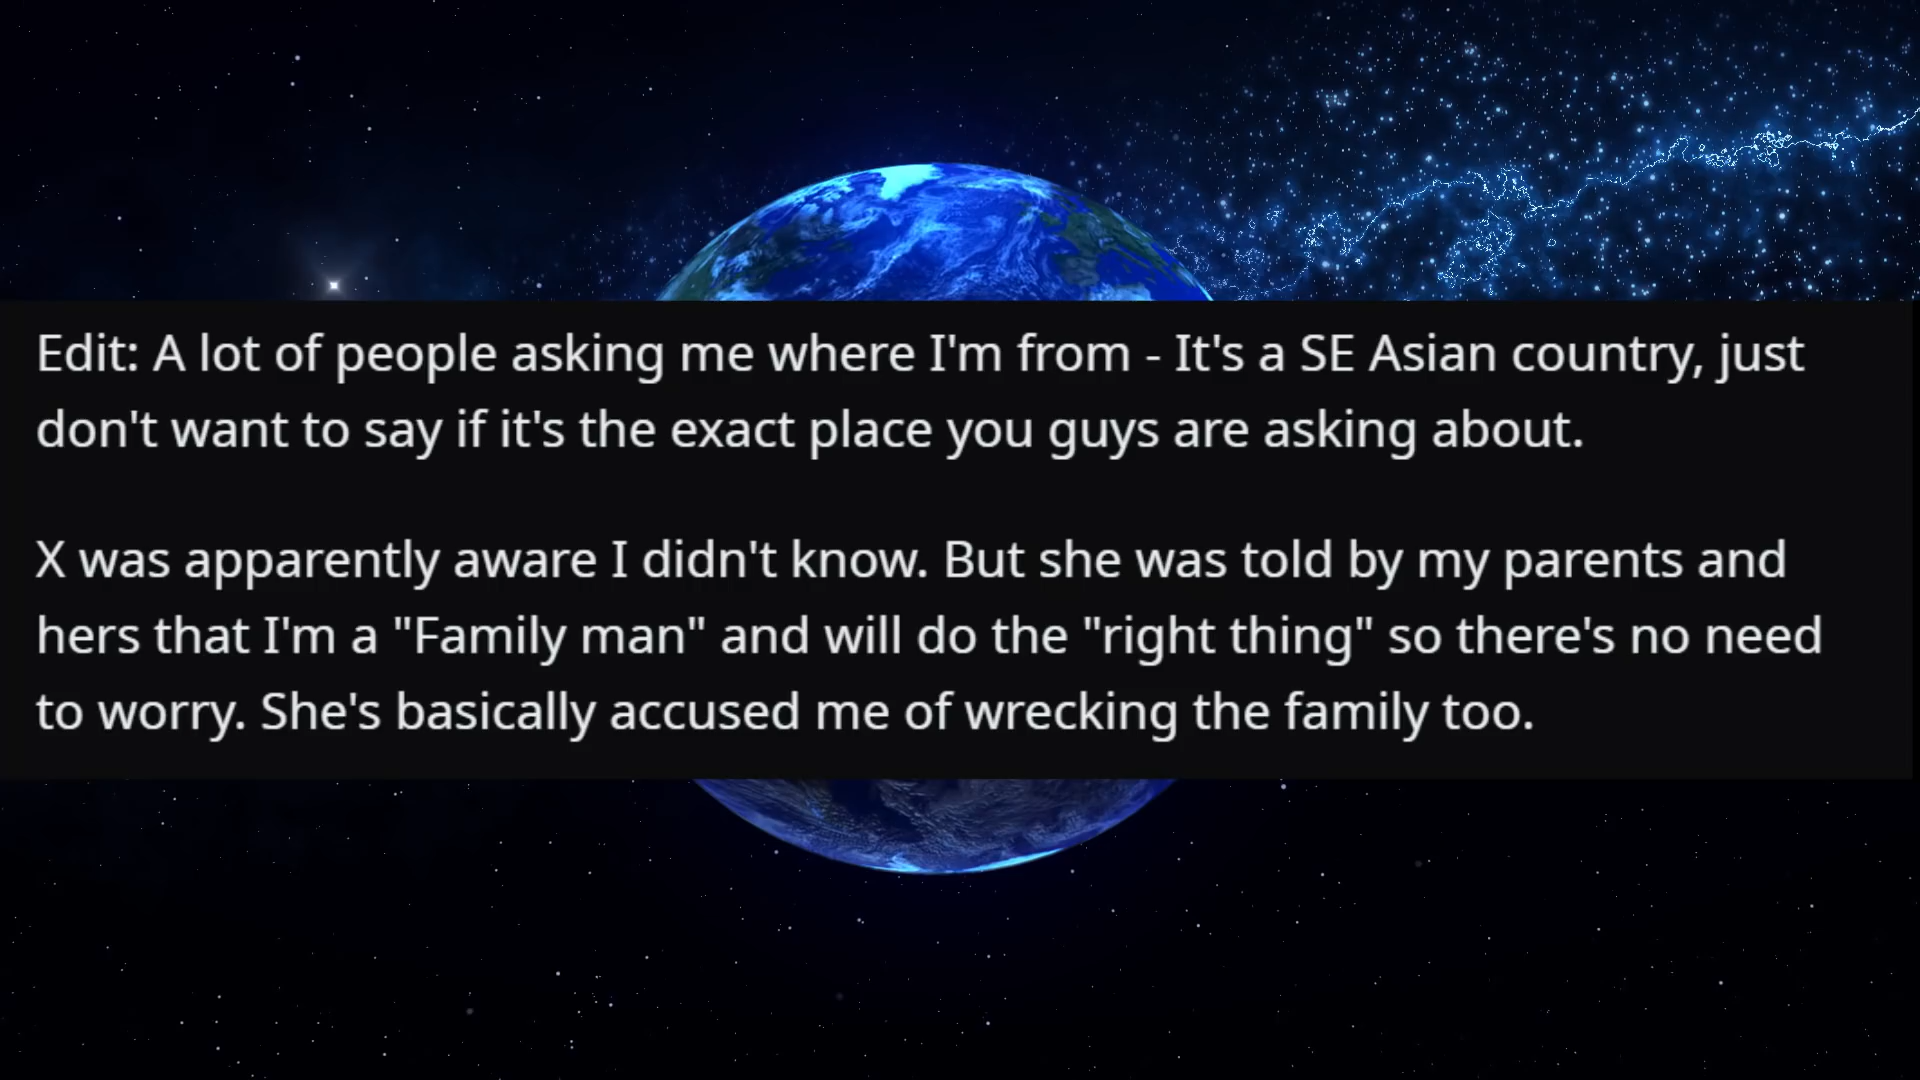 Edit: A lot of people asking me where I'm from - It's a SE Asian country, just
don't want to say if it's the exact place you guys are asking about.
X was apparently aware I didn't know. But she was told by my parents and
hers that I'm a "Family man" and will do the "right thing" so there's no need
to worry. She's basically accused me of wrecking the family too.